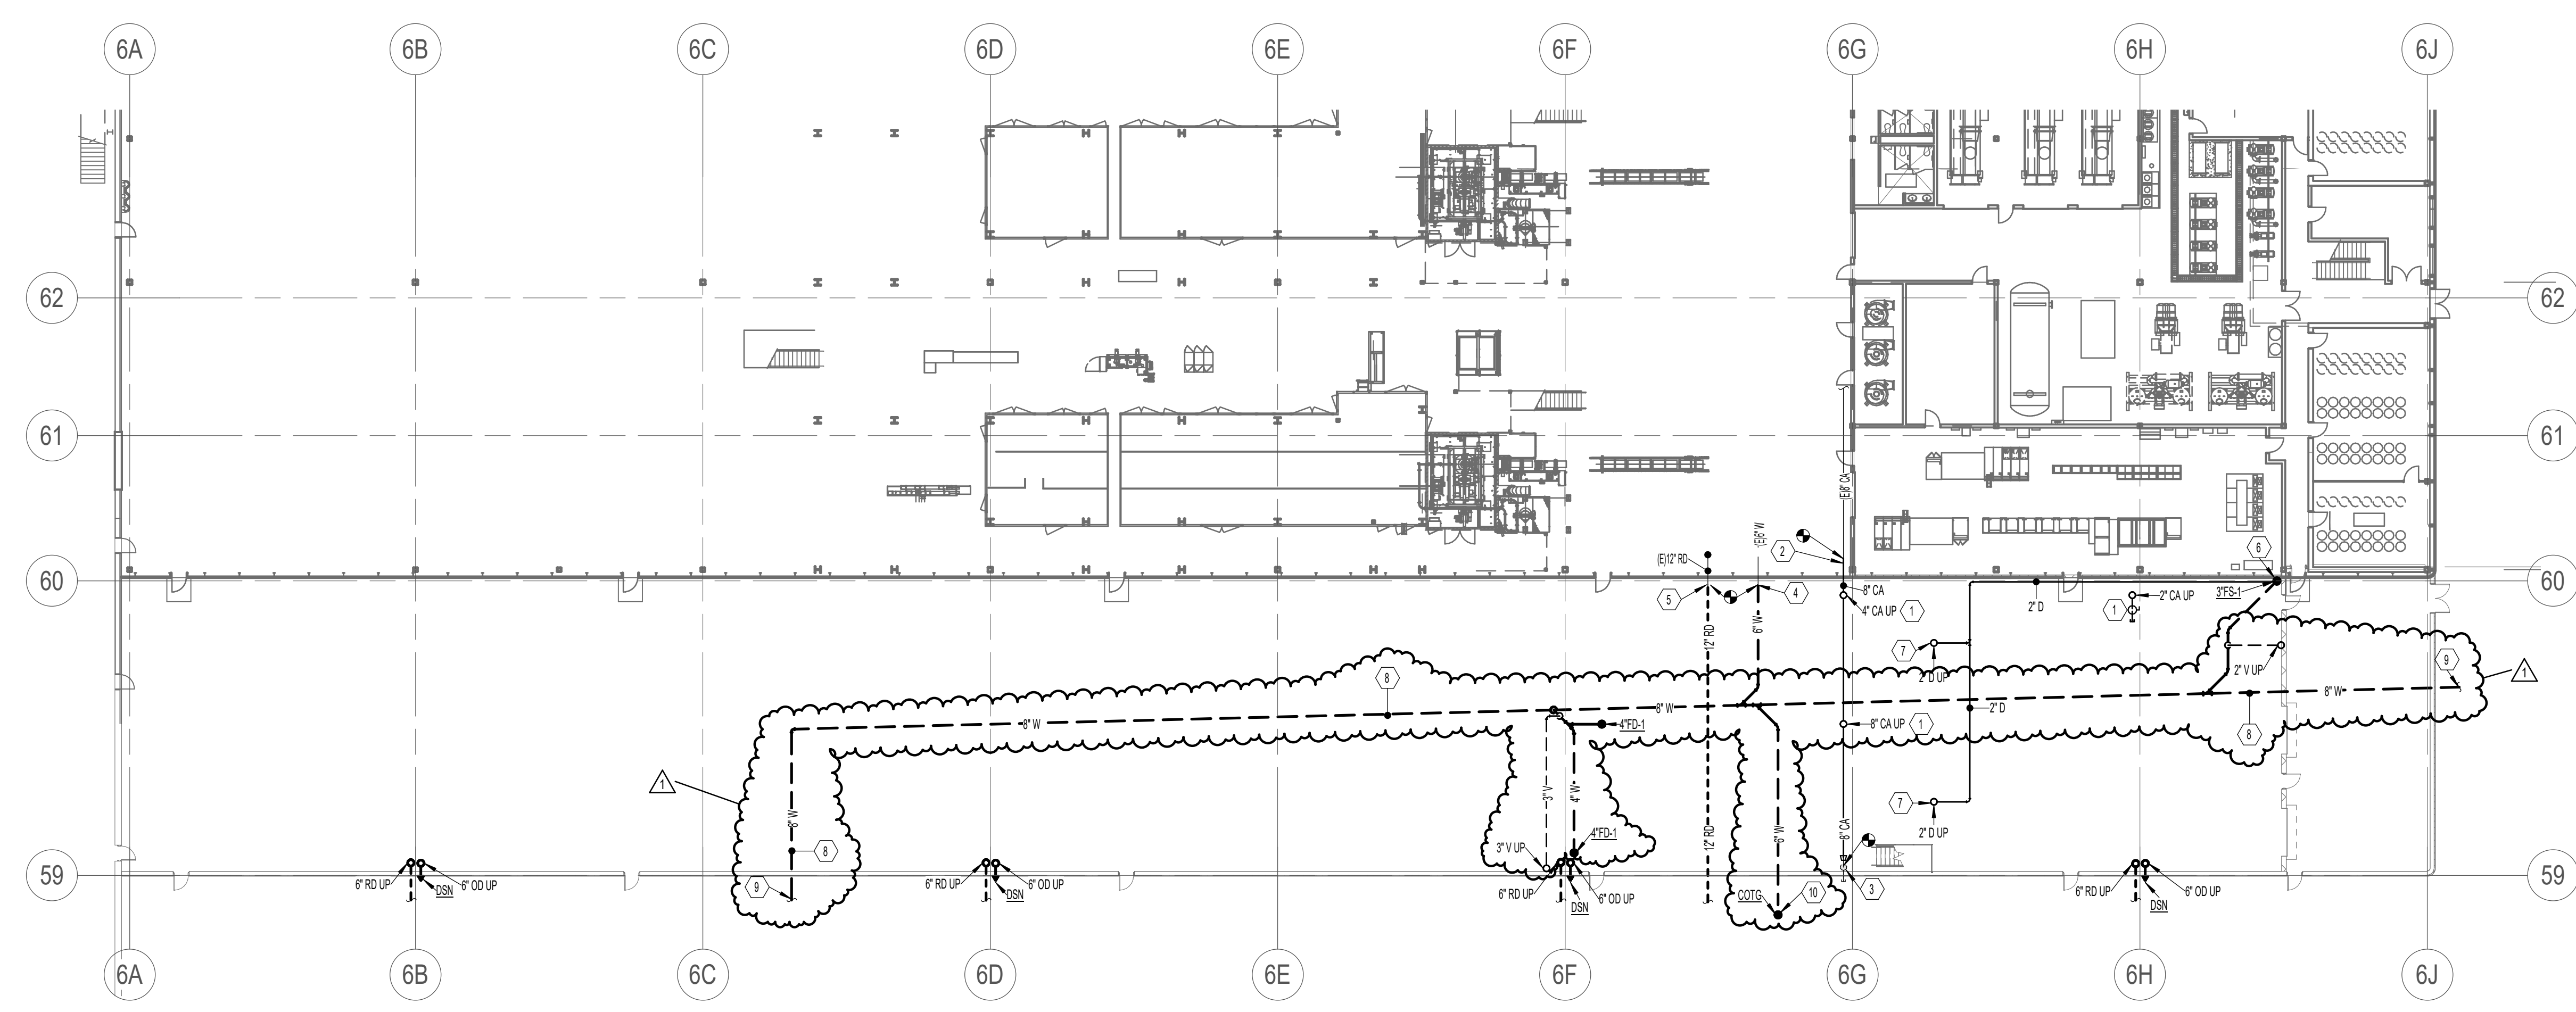 6A 6B 6C 6D 6E 6F 6G 6H 6J
62 62
61 61
(E)8" CA
(E)6" W
(E)12" RD
2
6
60 60
5
4
8" CA
4" CA UP 1
2" D
1
2" CA UP
3"FS-1
12" RD
6" W
7
2" D UP
2" V UP
9
1
8
8
8" W
8" W
8" W
4"FD-1
8" CA UP 1
2" D
8
1
3" V
4" W
7
2" D UP
8" W
8
12" RD
6" W
8" CA
4"FD-1
3" V UP
59 59
9
3
10
COTG
6" RD UP DSN 6" OD UP
6" RD UP DSN 6" OD UP
6" RD UP DSN 6" OD UP
6" RD UP DSN 6" OD UP
6A 6B 6C 6D 6E 6F 6G 6H 6J